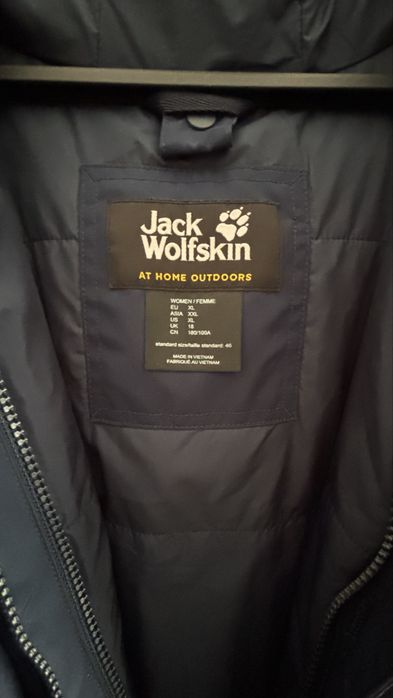 Jack
Wolfskin
AT HOME OUTDOORS
WOMEN / FEMME
EU XL
ASIA XXL
US XL
UK 18
CN 180/100A
standard size/taille standard: 46
MADE IN VIETNAM
FABRIQUÉ AU VIETNAM